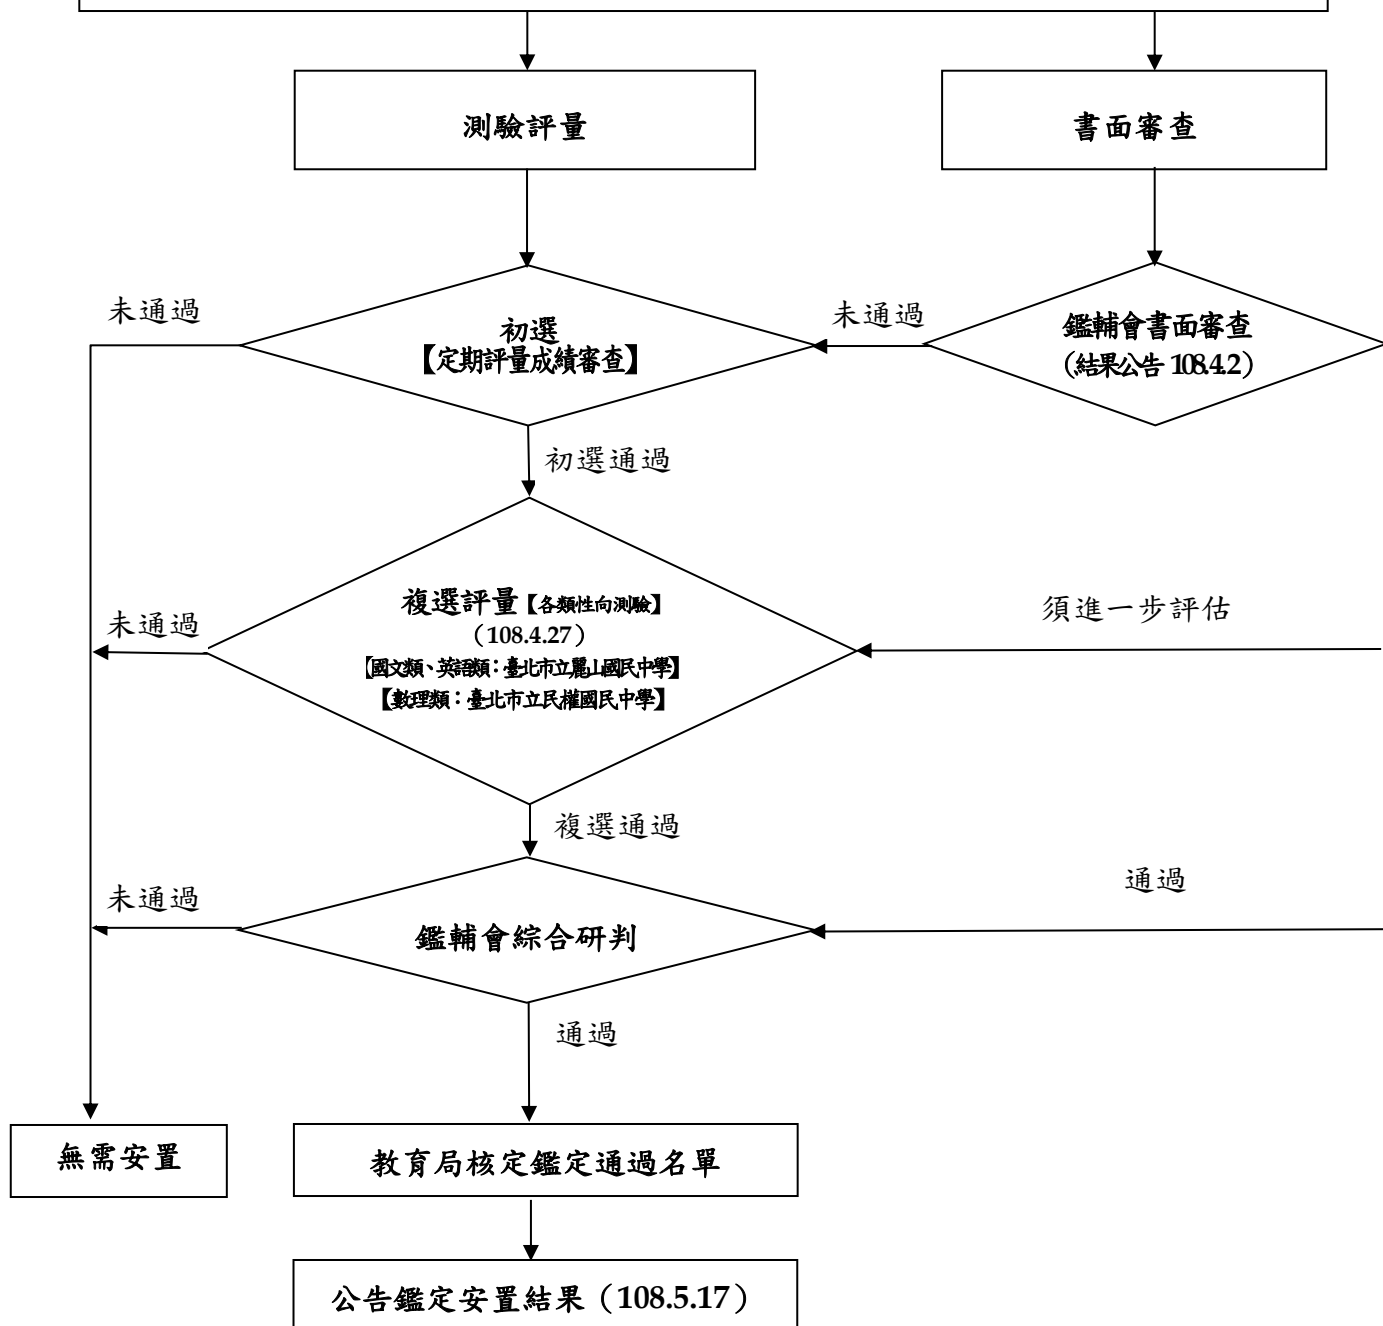 測驗評量
書面審查
未通過
初選
【定期評量成績審查】
未通過
鑑輔會書面審查
（結果公告 108.4.2）
初選通過
未通過
複選評量【各類性向測驗】
（108.4.27）
【國文類、英語類：臺北市立麗山國民中學】
【數理類：臺北市立民權國民中學】
須進一步評估
複選通過
未通過
鑑輔會綜合研判
通過
通過
無需安置
教育局核定鑑定通過名單
公告鑑定安置結果（108.5.17）